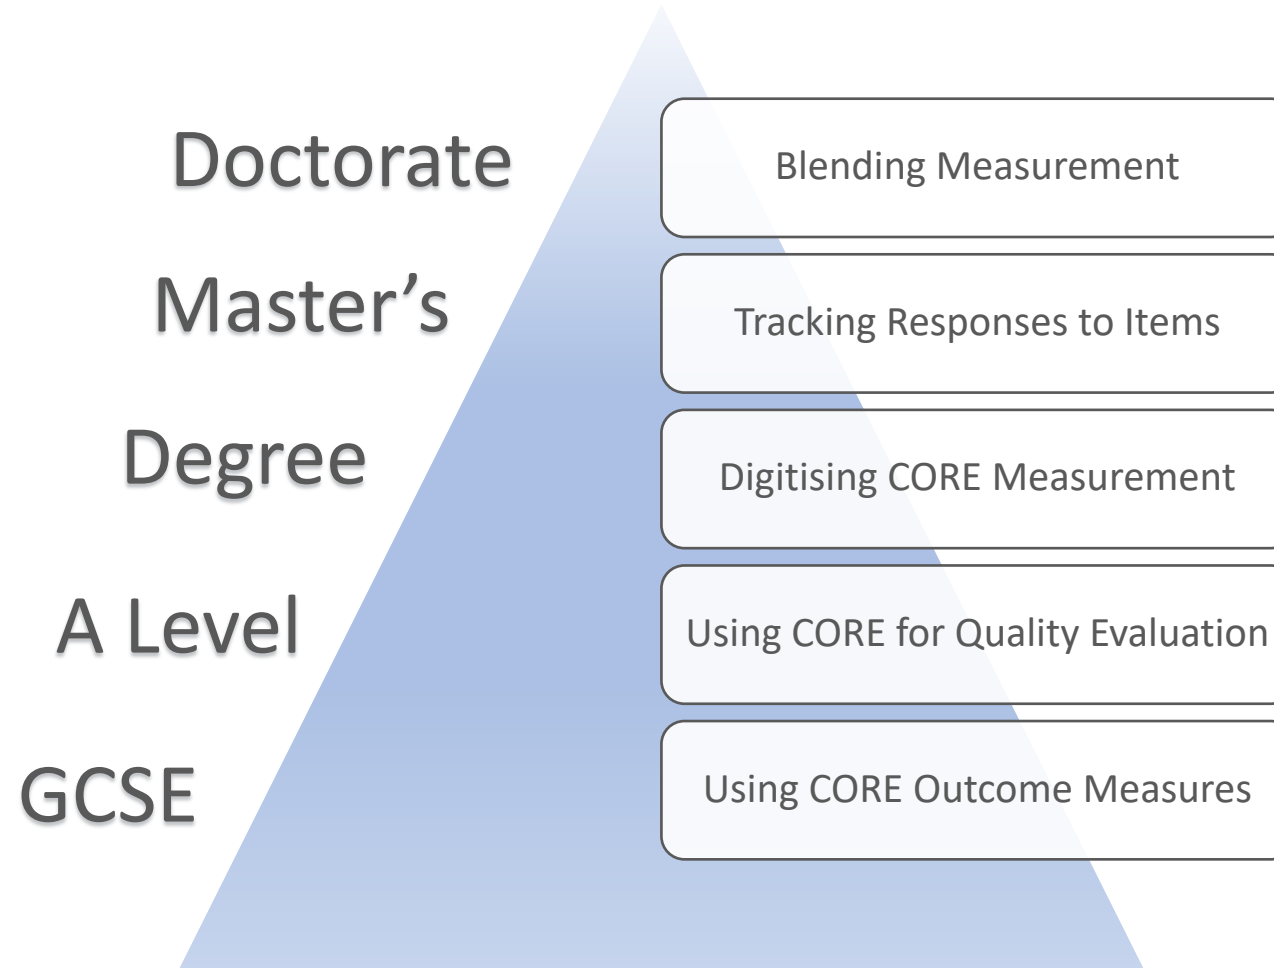 Doctorate
Blending Measurement
Master’s
Tracking Responses to Items
Degree
Digitising CORE Measurement
A Level
Using CORE for Quality Evaluation
GCSE
Using CORE Outcome Measures